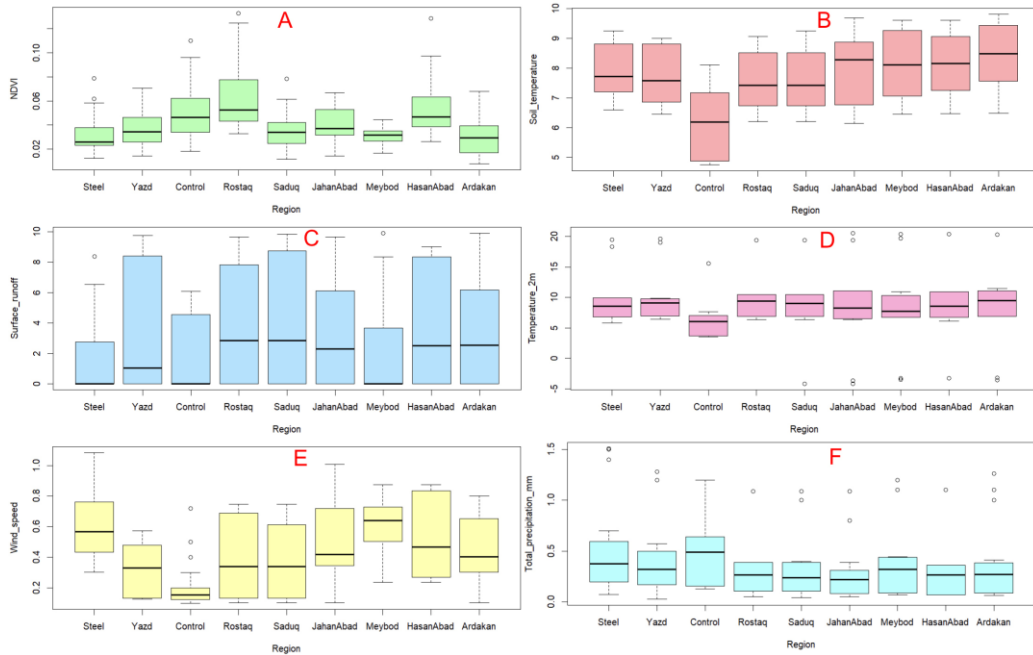 A
NDVI
0.02 0.06 0.10
Steel Yazd Control Rostaq Saduq JahanAbad Meybod HasanAbad Ardakan
Region
B
Soil_temperature
5 6 7 8 9 10
Steel Yazd Control Rostaq Saduq JahanAbad Meybod HasanAbad Ardakan
Region
C
Surface_runoff
0 2 4 6 8 10
Steel Yazd Control Rostaq Saduq JahanAbad Meybod HasanAbad Ardakan
Region
D
Temperature_2m
-5 0 5 10 15 20
Steel Yazd Control Rostaq Saduq JahanAbad Meybod HasanAbad Ardakan
Region
E
Wind_speed
0.2 0.4 0.6 0.8 1.0
Steel Yazd Control Rostaq Saduq JahanAbad Meybod HasanAbad Ardakan
Region
F
Total_precipitation_mm
0.0 0.5 1.0 1.5
Steel Yazd Control Rostaq Saduq JahanAbad Meybod HasanAbad Ardakan
Region